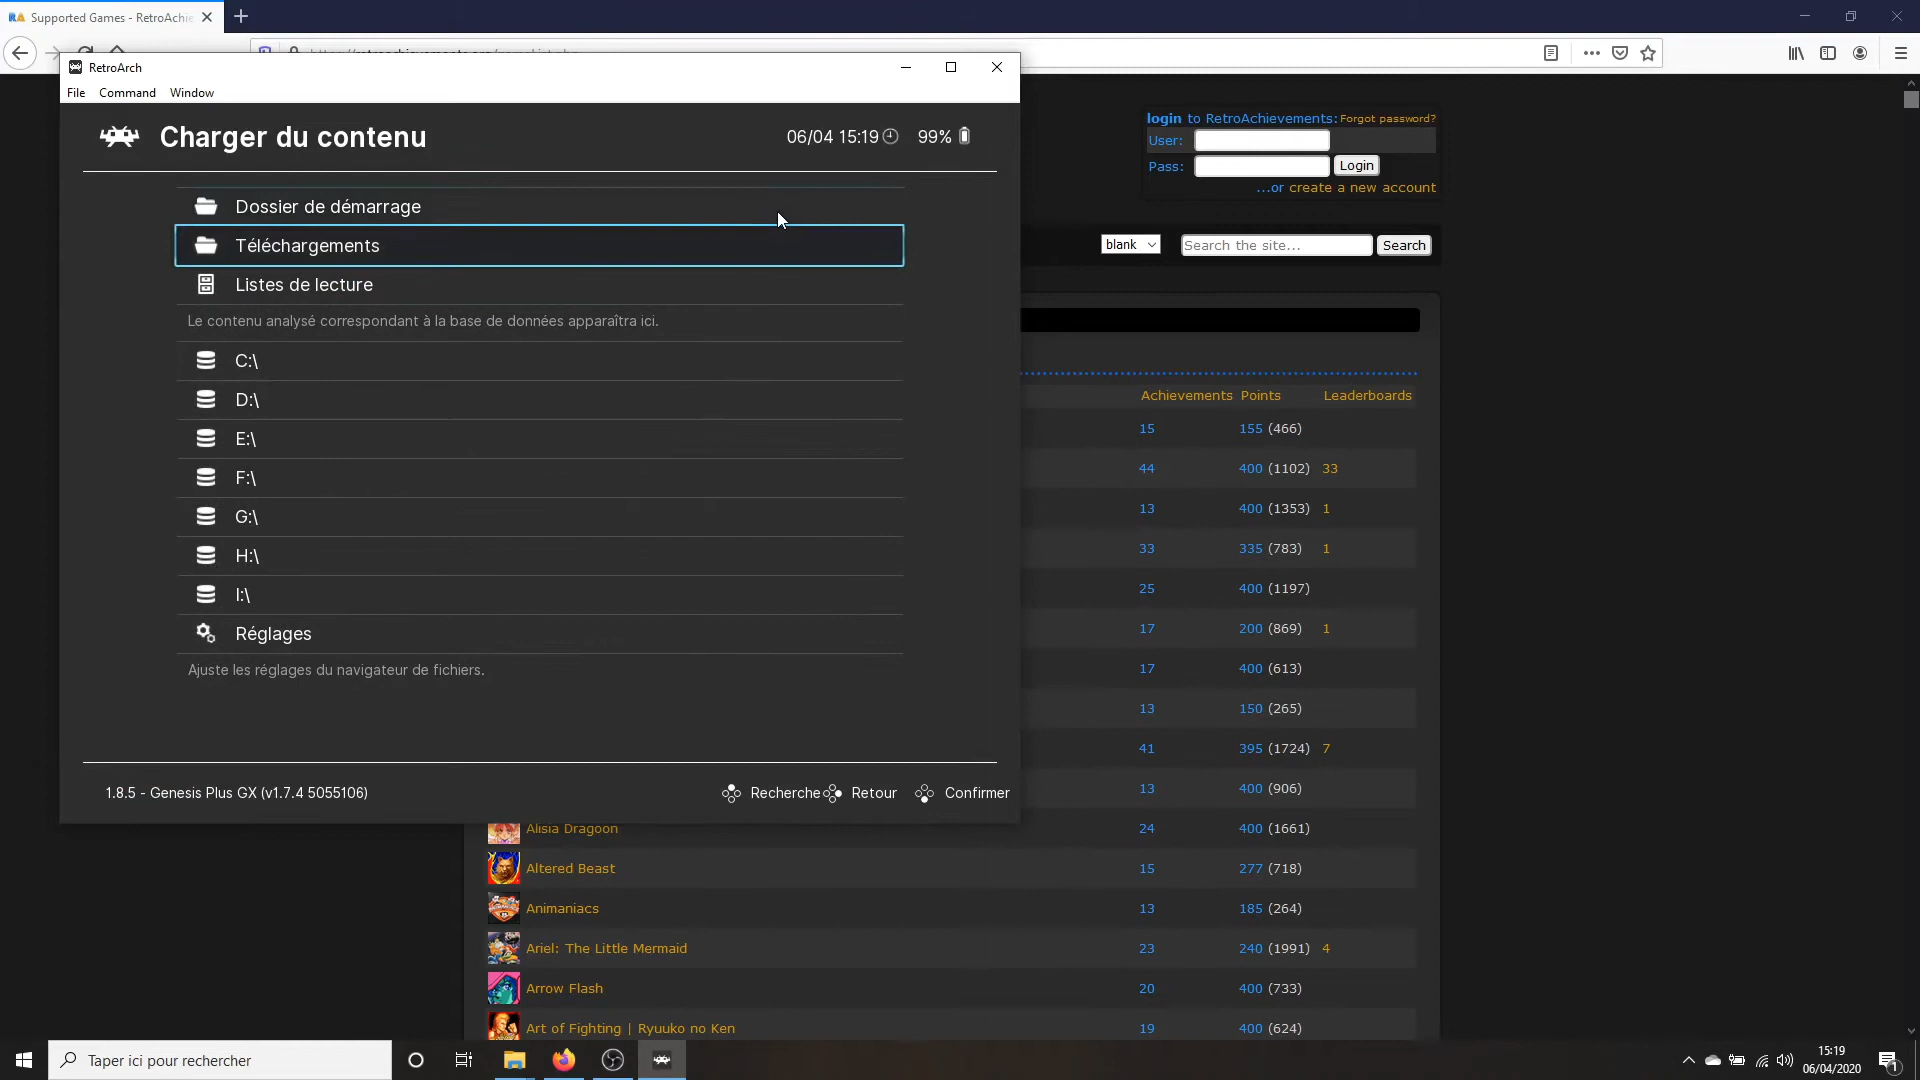 Supported Games - RetroAchie
RetroArch
File Command Window
Charger du contenu
06/04 15:19
99%
Dossier de démarrage
Téléchargements
Listes de lecture
Le contenu analysé correspondant à la base de données apparaîtra ici.
C:\
D:\
E:\
F:\
G:\
H:\
I:\
Réglages
Ajuste les réglages du navigateur de fichiers.
1.8.5 - Genesis Plus GX (v1.7.4 5055106)
Recherche Retour Confirmer
login to RetroAchievements: Forgot password?
User:
Pass: Login
...or create a new account
blank Search the site... Search
Achievements Points Leaderboards
15 155 (466)
44 400 (1102) 33
13 400 (1353) 1
33 335 (783) 1
25 400 (1197)
17 200 (869) 1
17 400 (613)
13 150 (265)
41 395 (1724) 7
13 400 (906)
Alisia Dragoon 24 400 (1661)
Altered Beast 15 277 (718)
Animaniacs 13 185 (264)
Ariel: The Little Mermaid 23 240 (1991) 4
Arrow Flash 20 400 (733)
Art of Fighting | Ryuuko no Ken 19 400 (624)
Taper ici pour rechercher
15:19
06/04/2020
1